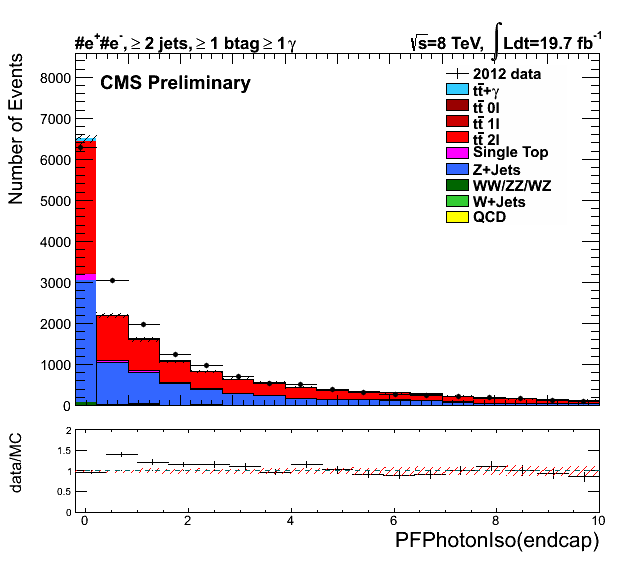 #e⁺#e⁻, ≥ 2 jets, ≥ 1 btag ≥ 1 γ
√s=8 TeV, ∫ Ldt=19.7 fb⁻¹
CMS Preliminary
2012 data
tt̅+γ
tt̅ 0l
tt̅ 1l
tt̅ 2l
Single Top
Z+Jets
WW/ZZ/WZ
W+Jets
QCD
Number of Events
8000
7000
6000
5000
4000
3000
2000
1000
0
data/MC
2
1.5
1
0.5
0
0 2 4 6 8 10
PFPhotonIso(endcap)